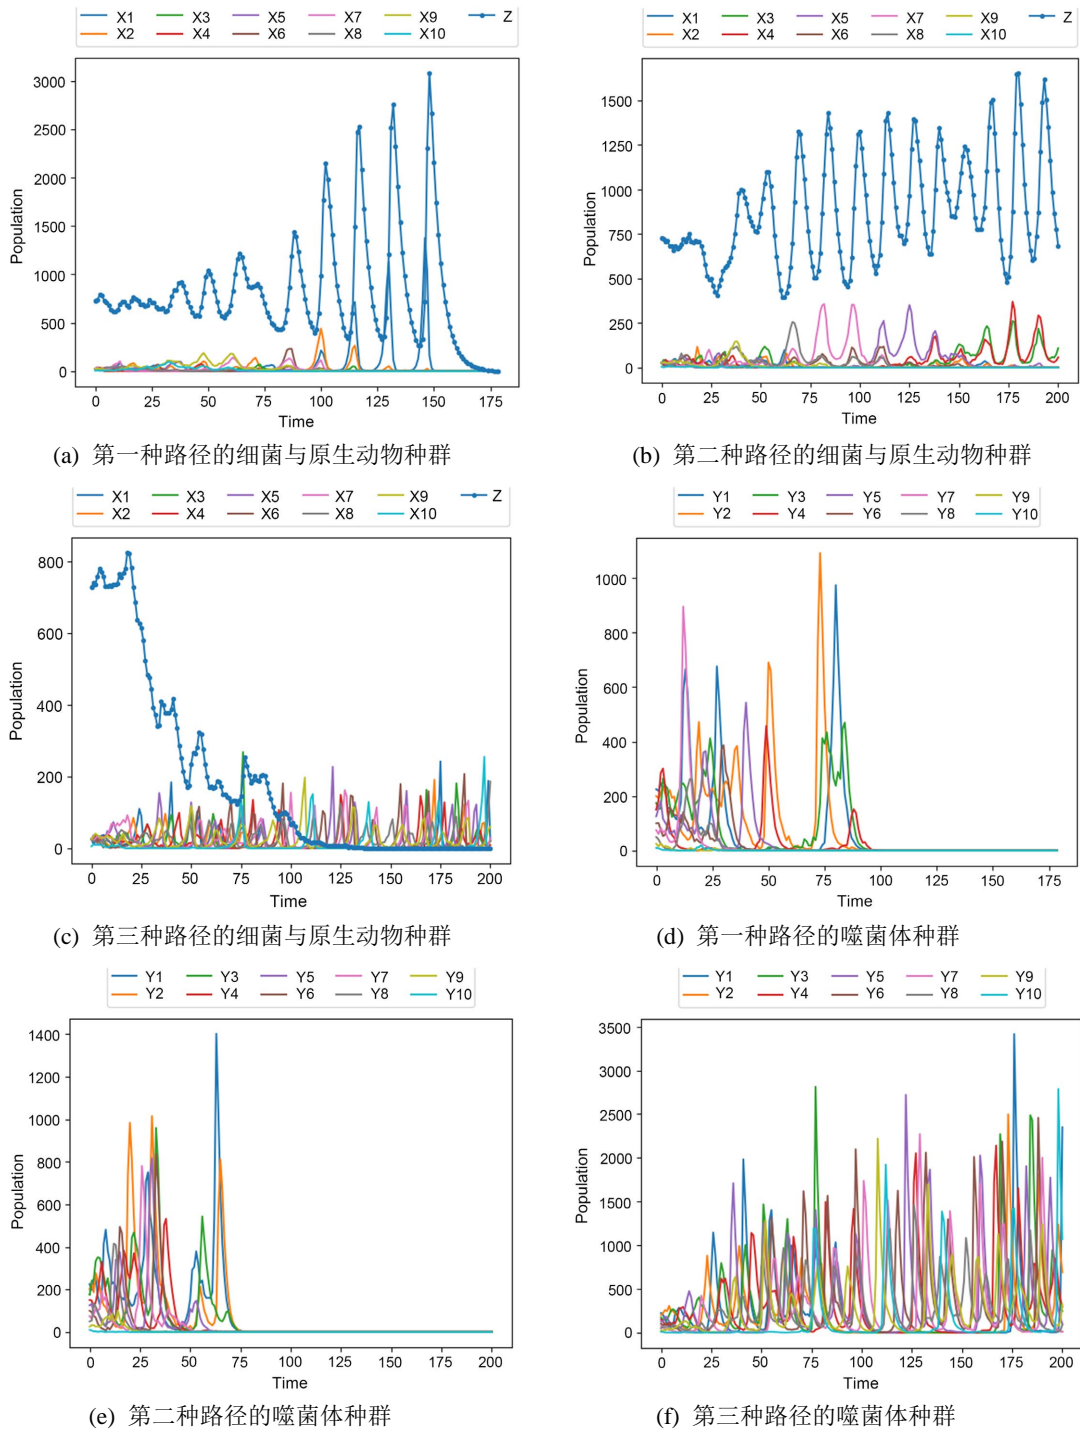 X1 X3 X5 X7 X9 Z
X2 X4 X6 X8 X10
X1 X3 X5 X7 X9 Z
X2 X4 X6 X8 X10
Population
3000
2500
2000
1500
1000
500
0
0 25 50 75 100 125 150 175
Time
Population
1500
1250
1000
750
500
250
0
0 25 50 75 100 125 150 175 200
Time
(a) 第一种路径的细菌与原生动物种群
(b) 第二种路径的细菌与原生动物种群
X1 X3 X5 X7 X9 Z
X2 X4 X6 X8 X10
Y1 Y3 Y5 Y7 Y9
Y2 Y4 Y6 Y8 Y10
Population
800
600
400
200
0
0 25 50 75 100 125 150 175 200
Time
Population
1000
800
600
400
200
0
0 25 50 75 100 125 150 175
Time
(c) 第三种路径的细菌与原生动物种群
(d) 第一种路径的噬菌体种群
Y1 Y3 Y5 Y7 Y9
Y2 Y4 Y6 Y8 Y10
Y1 Y3 Y5 Y7 Y9
Y2 Y4 Y6 Y8 Y10
Population
1400
1200
1000
800
600
400
200
0
0 25 50 75 100 125 150 175 200
Time
Population
3500
3000
2500
2000
1500
1000
500
0
0 25 50 75 100 125 150 175 200
Time
(e) 第二种路径的噬菌体种群
(f) 第三种路径的噬菌体种群